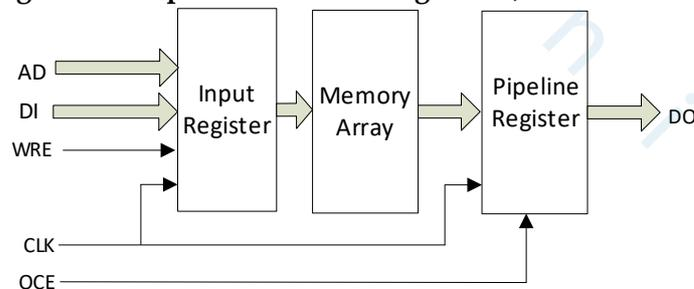 AD
DI
WRE
CLK
OCE
Input
Register
Memory
Array
Pipeline
Register
DO